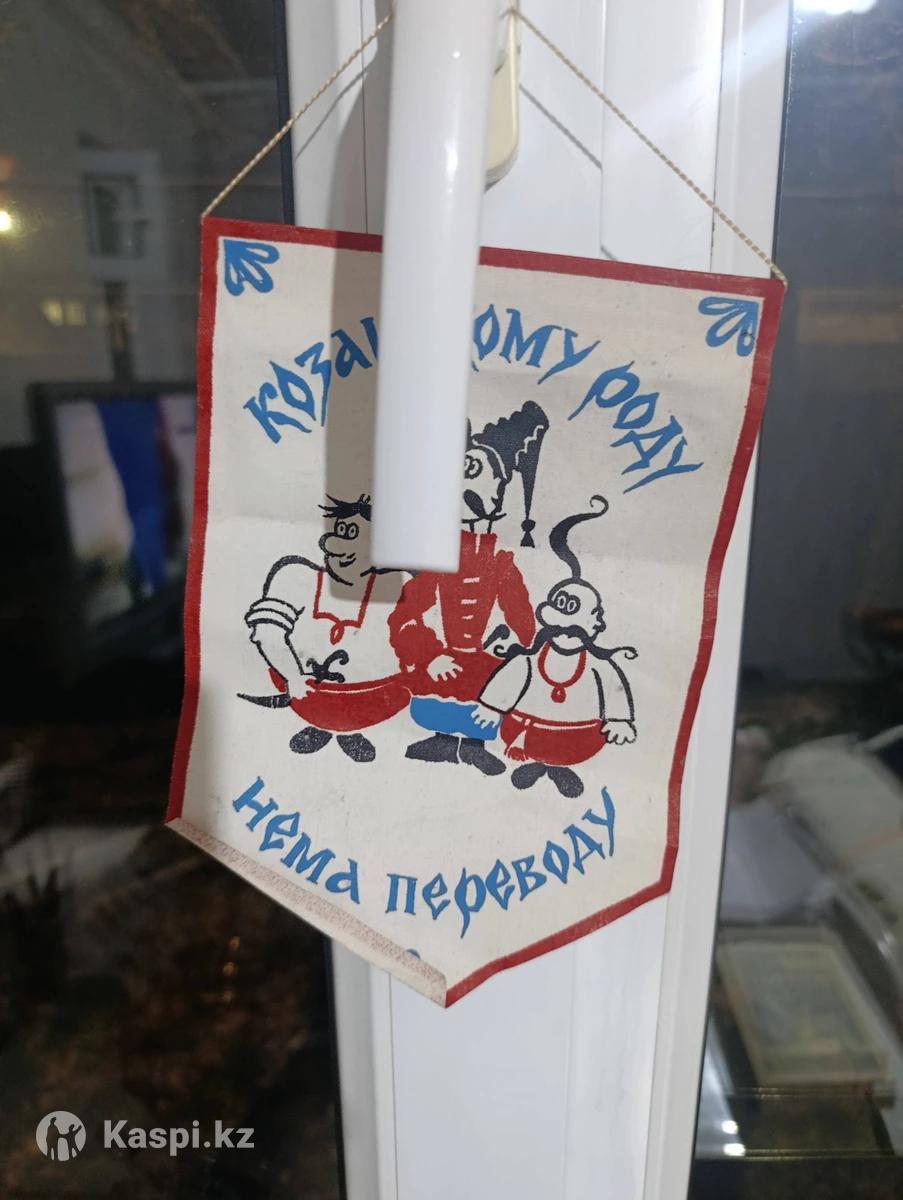 роду
нема переводу
Kaspi.kz